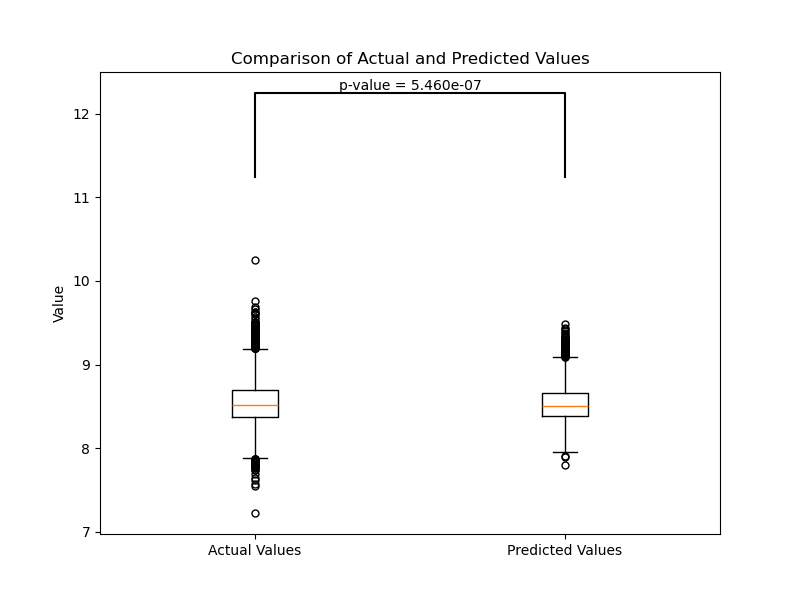 Comparison of Actual and Predicted Values
p-value = 5.460e-07
12
11
10
9
8
7
Value
Actual Values
Predicted Values